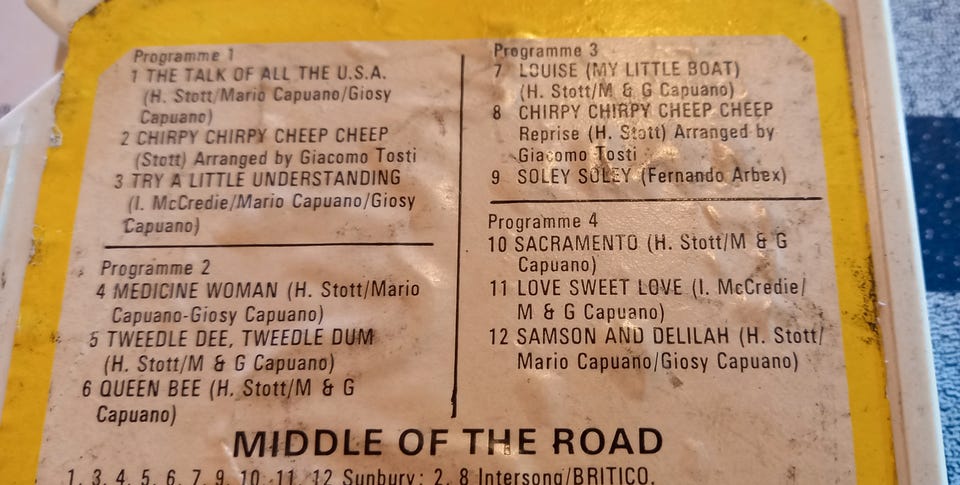 Programme 1
1 THE TALK OF ALL THE U.S.A.
(H. Stott/Mario Capuano/Giosy
Capuano)
2 CHIRPY CHIRPY CHEEP CHEEP
(Stott) Arranged by Giacomo Tosti
3 TRY A LITTLE UNDERSTANDING
(I. McCredie/Mario Capuano/Giosy
Capuano)
Programme 2
4 MEDICINE WOMAN (H. Stott/Mario
Capuano-Giosy Capuano)
5 TWEEDLE DEE, TWEEDLE DUM
(H. Stott/M & G Capuano)
6 QUEEN BEE (H. Stott/M & G
Capuano)
Programme 3
7 LOUISE (MY LITTLE BOAT)
(H. Stott/M & G Capuano)
8 CHIRPY CHIRPY CHEEP CHEEP
Reprise (H. Stott) Arranged by
Giacomo Tosti
9 SOLEY SOLEY (Fernando Arbex)
Programme 4
10 SACRAMENTO (H. Stott/M & G
Capuano)
11 LOVE SWEET LOVE (I. McCredie/
M & G Capuano)
12 SAMSON AND DELILAH (H. Stott/
Mario Capuano/Giosy Capuano)
MIDDLE OF THE ROAD
1, 3, 4, 5, 6, 7, 9, 10, 11, 12 Sunbury; 2, 8 Intersong/BRITICO.